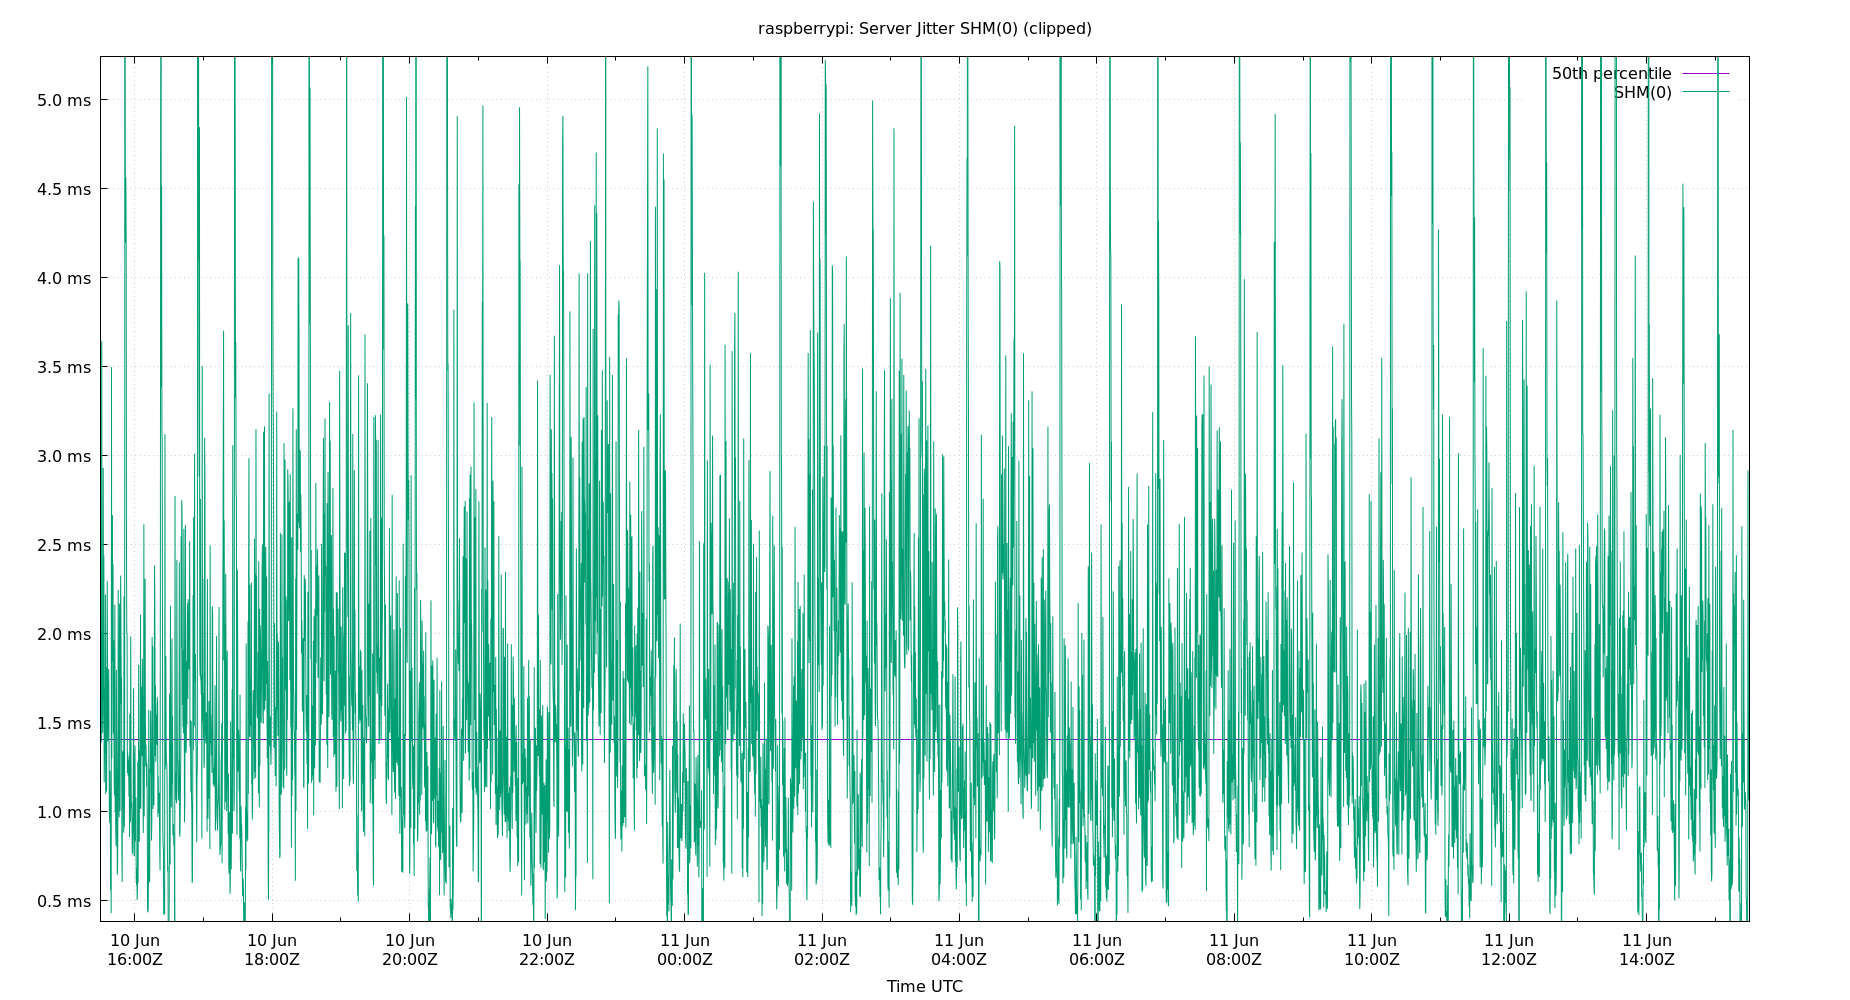 raspberrypi: Server Jitter SHM(0) (clipped)
50th percentile
SHM(0)
5.0 ms
4.5 ms
4.0 ms
3.5 ms
3.0 ms
2.5 ms
2.0 ms
1.5 ms
1.0 ms
0.5 ms
10 Jun 10 Jun 10 Jun 10 Jun 11 Jun 11 Jun 11 Jun 11 Jun 11 Jun 11 Jun 11 Jun 11 Jun
16:00Z 18:00Z 20:00Z 22:00Z 00:00Z 02:00Z 04:00Z 06:00Z 08:00Z 10:00Z 12:00Z 14:00Z
Time UTC